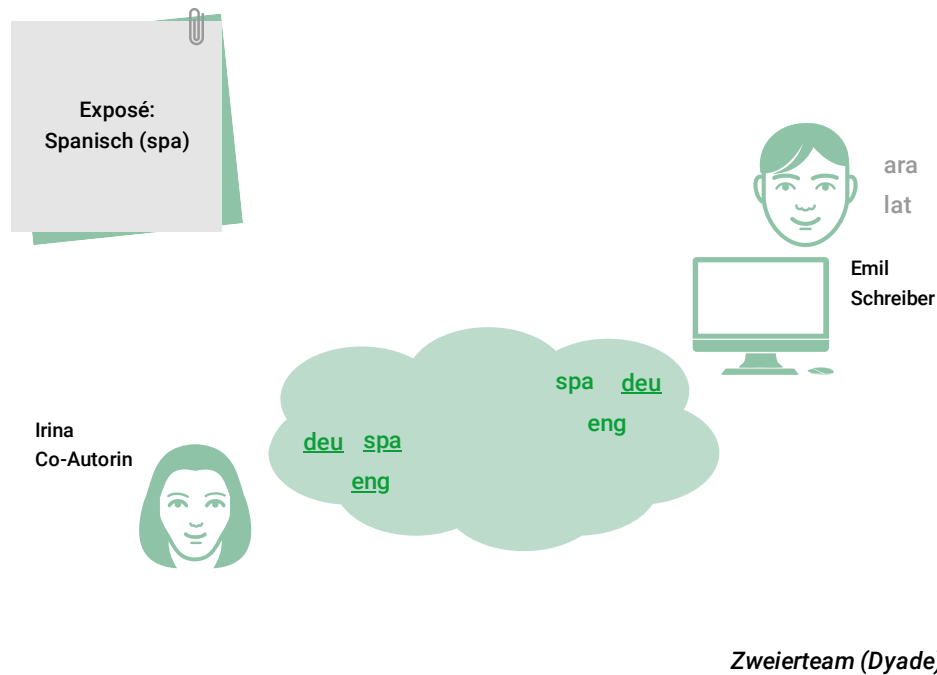 Exposé:
Spanisch (spa)
ara
lat
Emil
Schreiber
spa deu
eng
Irina
Co-Autorin
deu spa
eng
Zweierteam (Dyade)